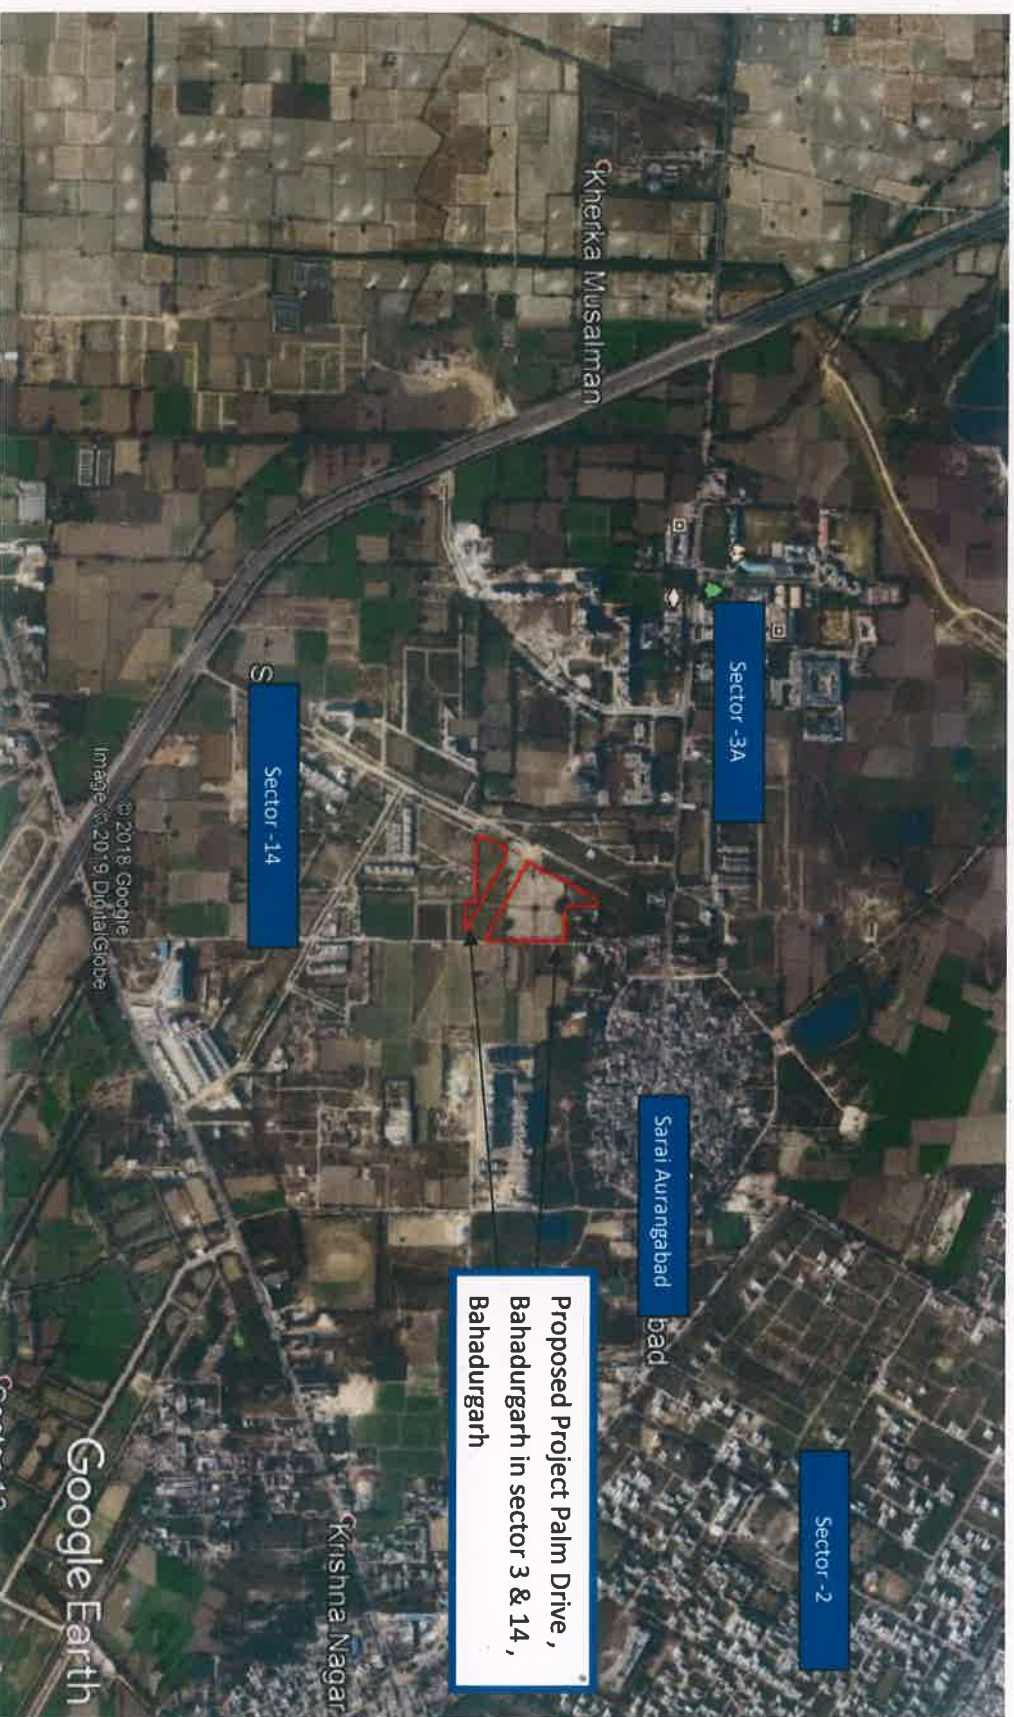 Sector -2
Sector -3A
Sarai Aurangabad
bad
Kherka Musalman
Proposed Project Palm Drive ,
Bahadurgarh in sector 3 & 14 ,
Bahadurgarh
Krishna Nagar
S
Sector -14
© 2018 Google
Image © 2019 DigitalGlobe
Google Earth